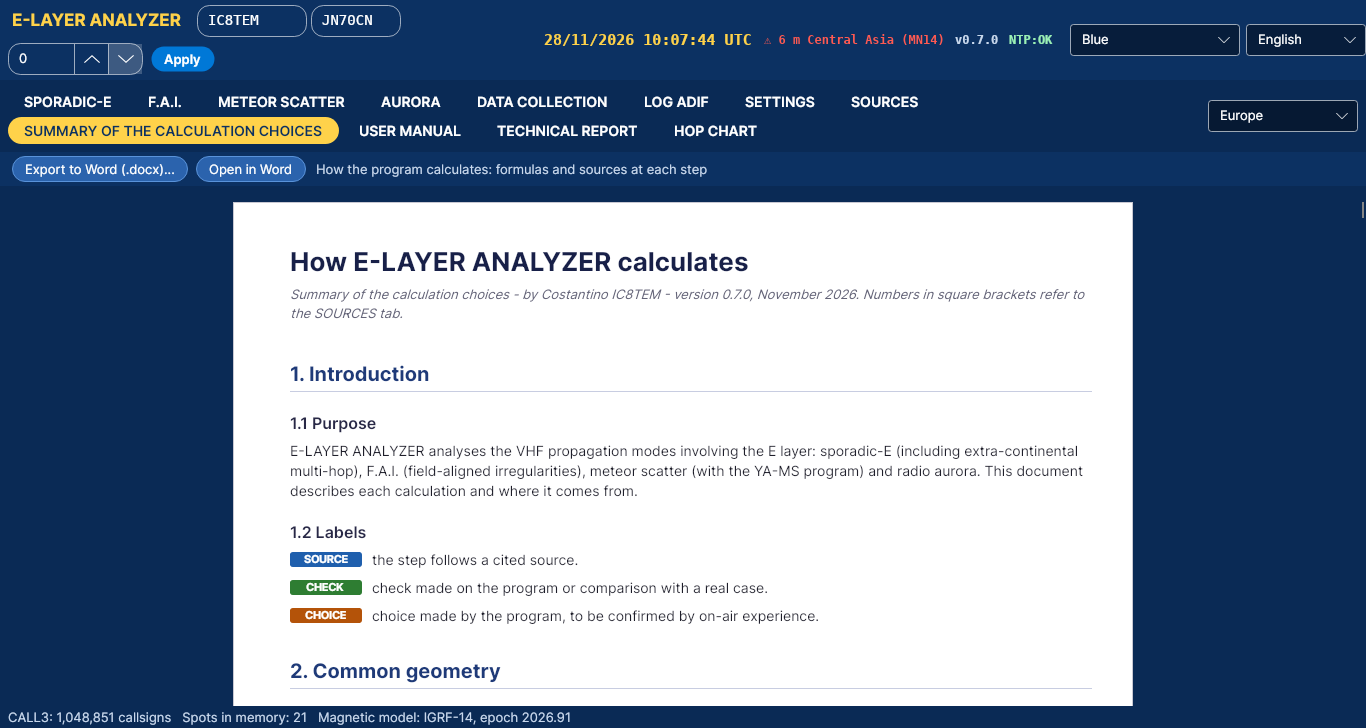 E-LAYER ANALYZER IC8TEM JN70CN
28/11/2026 10:07:44 UTC ⚠ 6 m Central Asia (MN14) v0.7.0 NTP:OK Blue English
0 Apply
SPORADIC-E F.A.I. METEOR SCATTER AURORA DATA COLLECTION LOG ADIF SETTINGS SOURCES
Europe
SUMMARY OF THE CALCULATION CHOICES USER MANUAL TECHNICAL REPORT HOP CHART
Export to Word (.docx)... Open in Word How the program calculates: formulas and sources at each step
How E-LAYER ANALYZER calculates
Summary of the calculation choices - by Costantino IC8TEM - version 0.7.0, November 2026. Numbers in square brackets refer to
the SOURCES tab.
1. Introduction
1.1 Purpose
E-LAYER ANALYZER analyses the VHF propagation modes involving the E layer: sporadic-E (including extra-continental
multi-hop), F.A.I. (field-aligned irregularities), meteor scatter (with the YA-MS program) and radio aurora. This document
describes each calculation and where it comes from.
1.2 Labels
SOURCE the step follows a cited source.
CHECK check made on the program or comparison with a real case.
CHOICE choice made by the program, to be confirmed by on-air experience.
2. Common geometry
CALL3: 1,048,851 callsigns Spots in memory: 21 Magnetic model: IGRF-14, epoch 2026.91